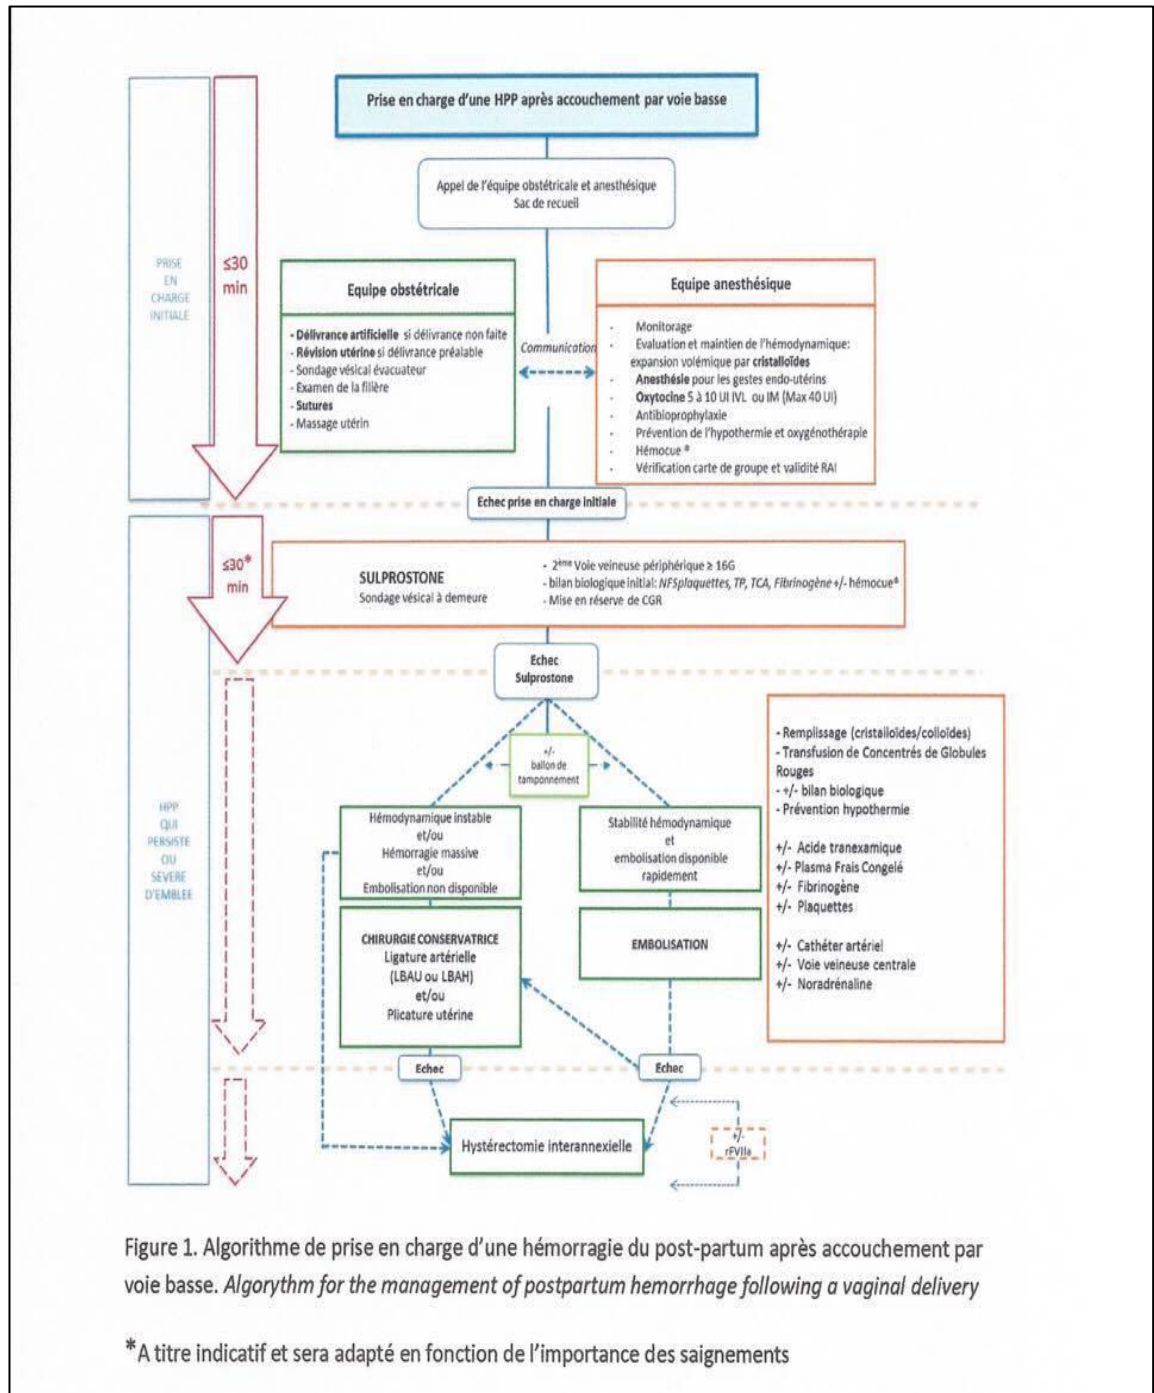 Prise en charge d'une HPP après accouchement par voie basse
Appel de l'équipe obstétricale et anesthésique
Sac de recueil
PRISE
EN
CHARGE
INITIALE
≤30
min
Equipe obstétricale
- Délivrance artificielle si délivrance non faite
- Révision utérine si délivrance préalable
- Sondage vésical évacuateur
- Examen de la filière
- Sutures
- Massage utérin
Communication
Equipe anesthésique
- Monitorage
- Evaluation et maintien de l'hémodynamique:
expansion volémique par cristalloïdes
- Anesthésie pour les gestes endo-utérins
- Oxytocine 5 à 10 UI IVL ou IM (Max 40 UI)
- Antibioprophylaxie
- Prévention de l'hypothermie et oxygénothérapie
- Hémocue ®
- Vérification carte de groupe et validité RAI
Echec prise en charge initiale
≤30*
min
SULPROSTONE
Sondage vésical à demeure
- 2ème Voie veineuse périphérique ≥ 16G
- bilan biologique initial: NFSplaquettes, TP, TCA, Fibrinogène +/- hémocue®
- Mise en réserve de CGR
Echec
Sulprostone
HPP
QUI
PERSISTE
OU
SEVERE
D'EMBLEE
+/-
ballon de
tamponnement
Hémodynamique instable
et/ou
Hémorragie massive
et/ou
Embolisation non disponible
Stabilité hémodynamique
et
embolisation disponible
rapidement
CHIRURGIE CONSERVATRICE
Ligature artérielle
(LBAU ou LBAH)
et/ou
Plicature utérine
EMBOLISATION
- Remplissage (cristalloïdes/colloïdes)
- Transfusion de Concentrés de Globules
Rouges
- +/- bilan biologique
- Prévention hypothermie
+/- Acide tranexamique
+/- Plasma Frais Congelé
+/- Fibrinogène
+/- Plaquettes
+/- Cathéter artériel
+/- Voie veineuse centrale
+/- Noradrénaline
Echec
Echec
Hystérectomie interannexielle
+/-
rFVIIa
Figure 1. Algorithme de prise en charge d'une hémorragie du post-partum après accouchement par
voie basse. Algorythm for the management of postpartum hemorrhage following a vaginal delivery
*A titre indicatif et sera adapté en fonction de l'importance des saignements